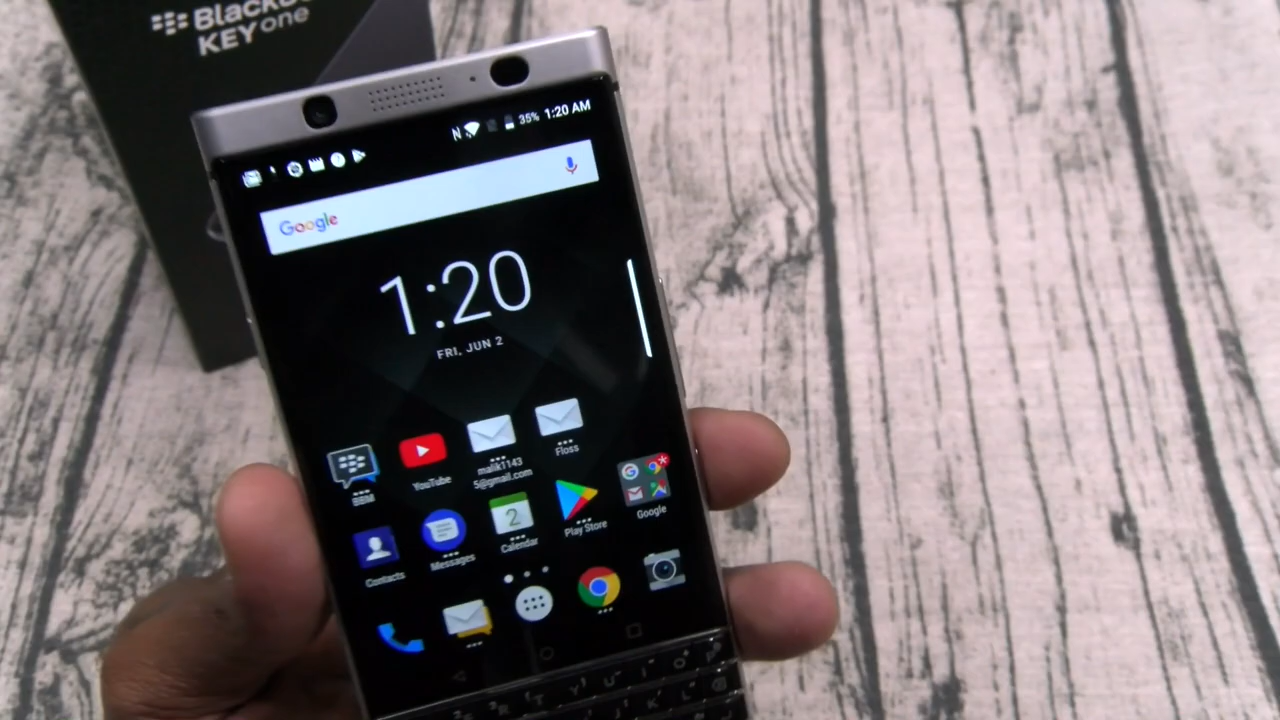 BlackBe
KEYone
35% 1:20 AM
Google
1:20
FRI, JUN 2
BBM
YouTube
malik1143
5@gmail.com
Floss
Contacts
Messages
2
Calendar
Play Store
Google
R T Y U I O P
J K L